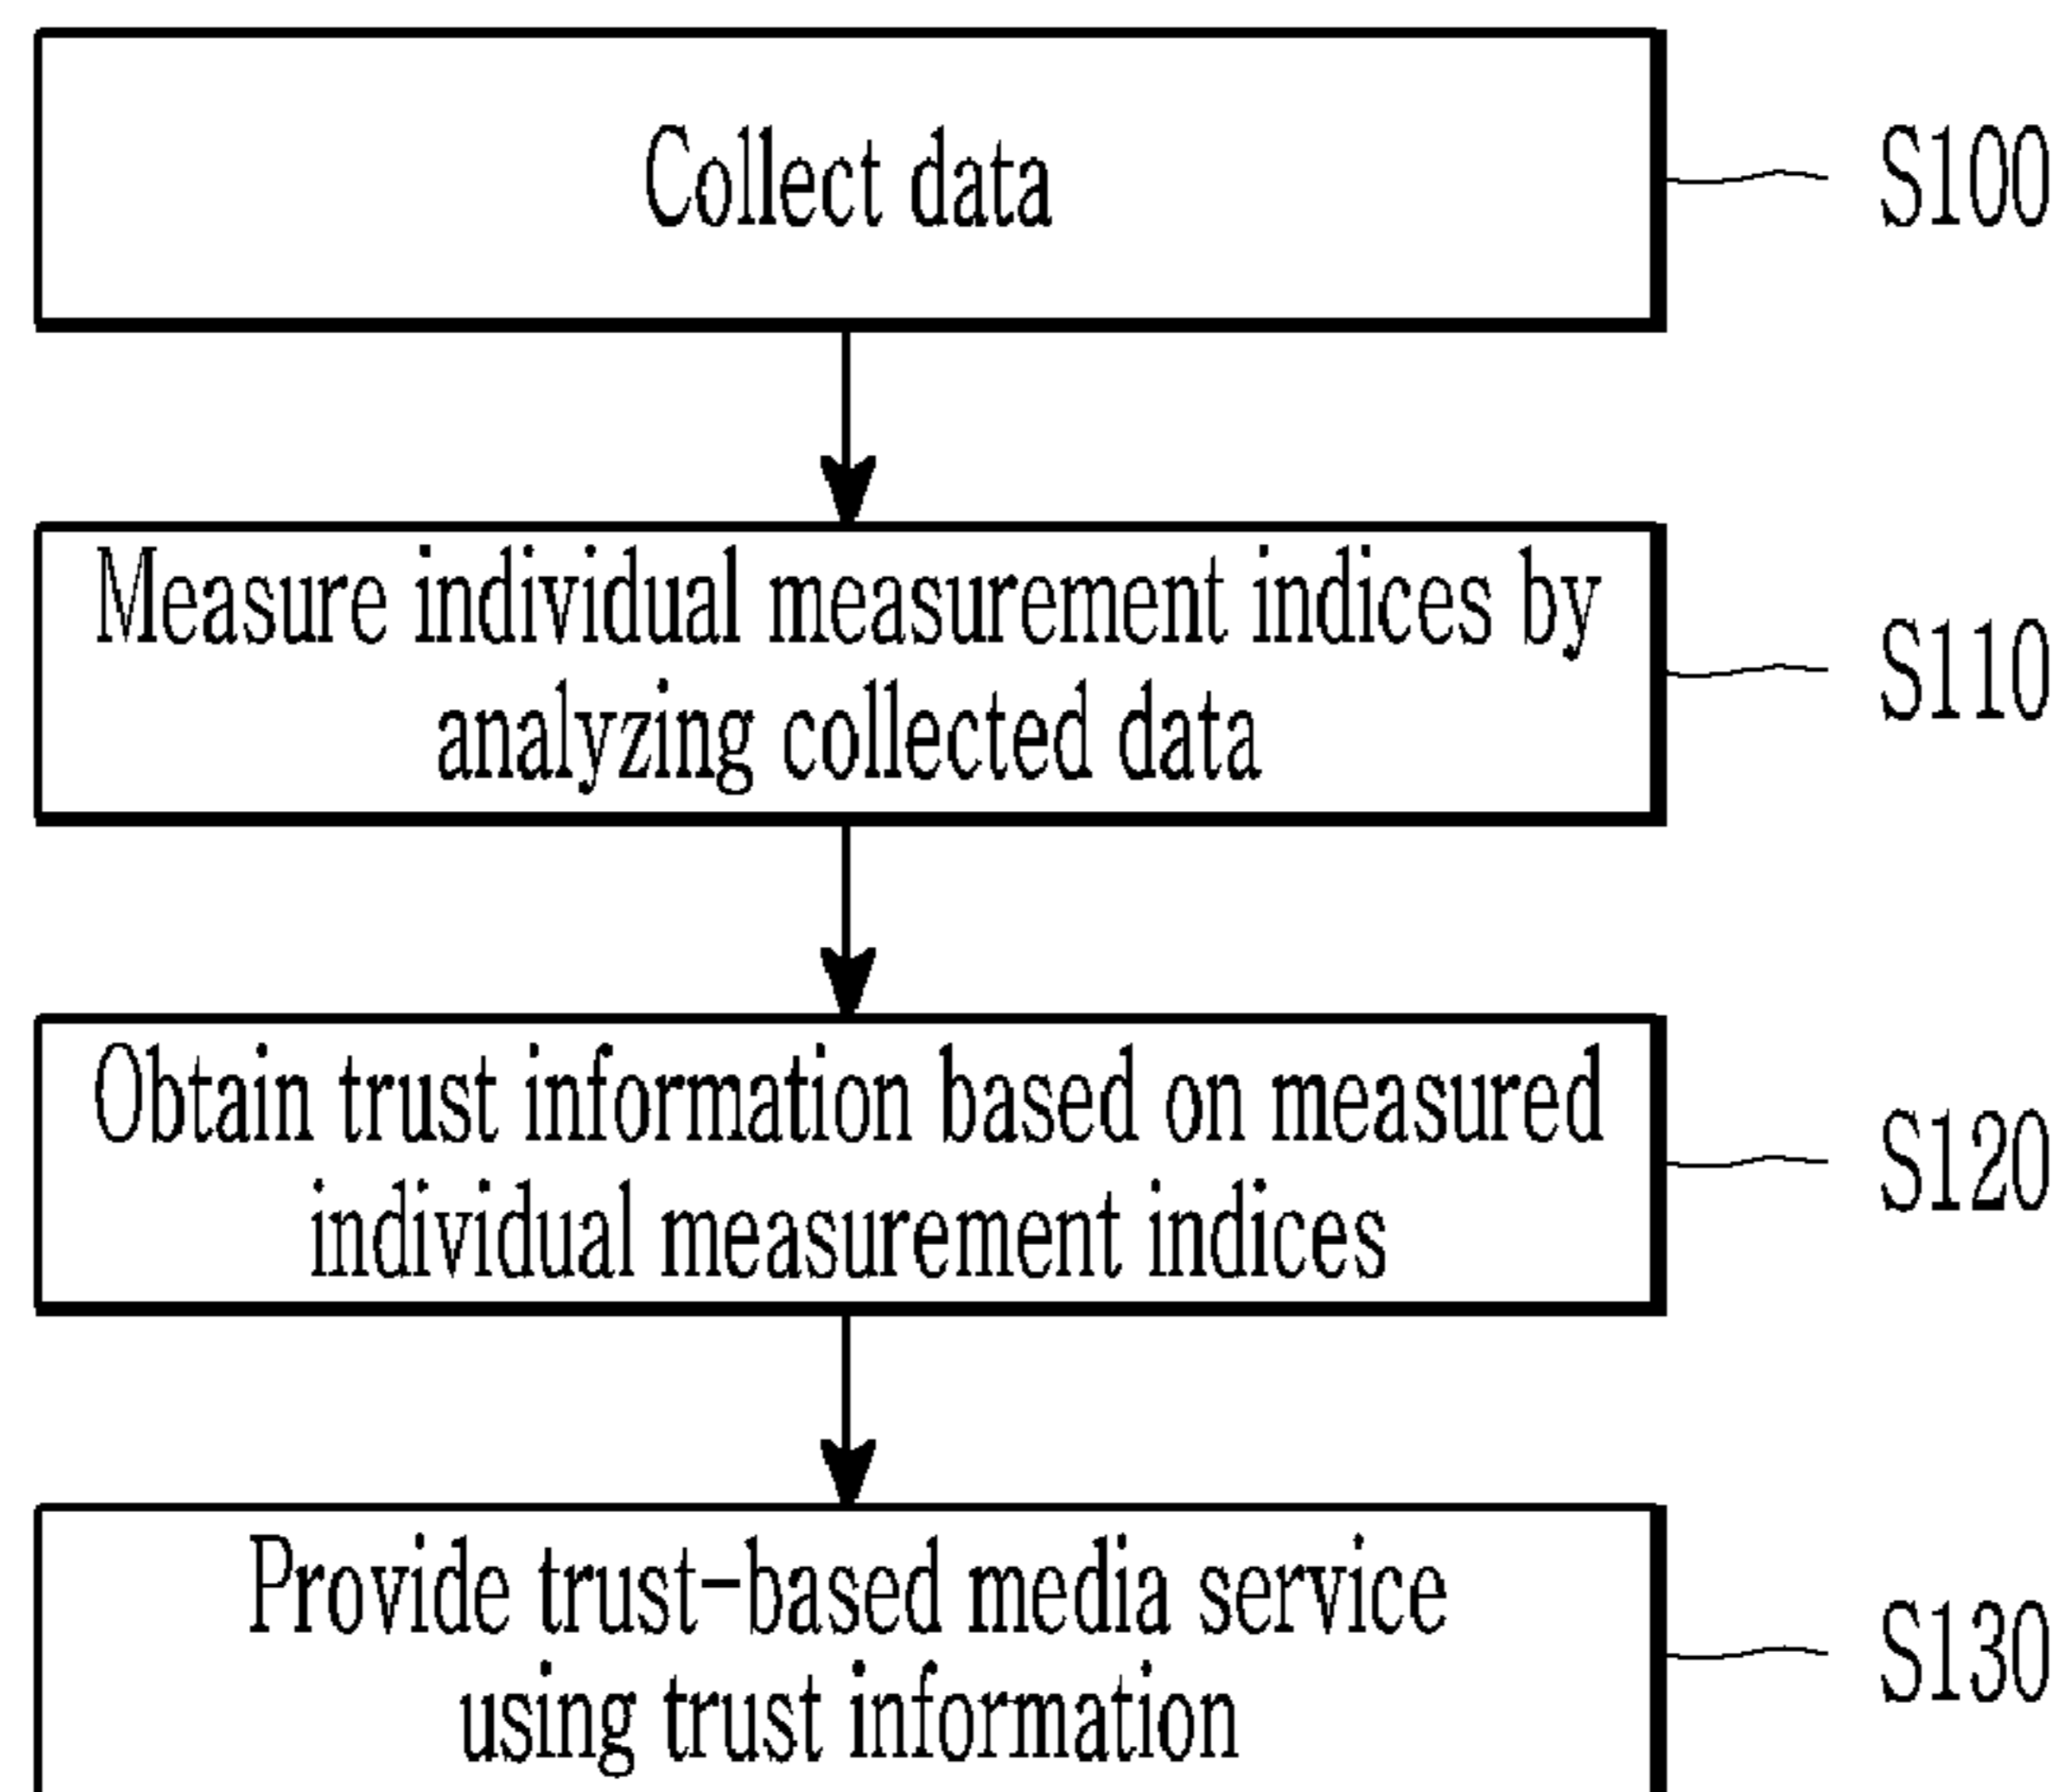 Collect data
S100
Measure individual measurement indices by
analyzing collected data
S110
Obtain trust information based on measured
individual measurement indices
S120
Provide trust-based media service
using trust information
S130